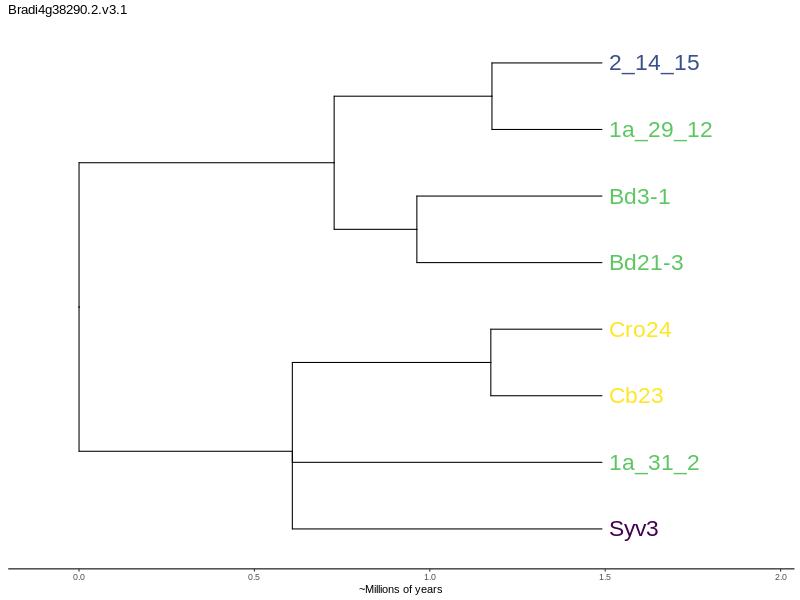 Bradi4g38290.2.v3.1
2_14_15
1a_29_12
Bd3-1
Bd21-3
Cro24
Cb23
1a_31_2
Syv3
0.0 0.5 1.0 1.5 2.0
~Millions of years